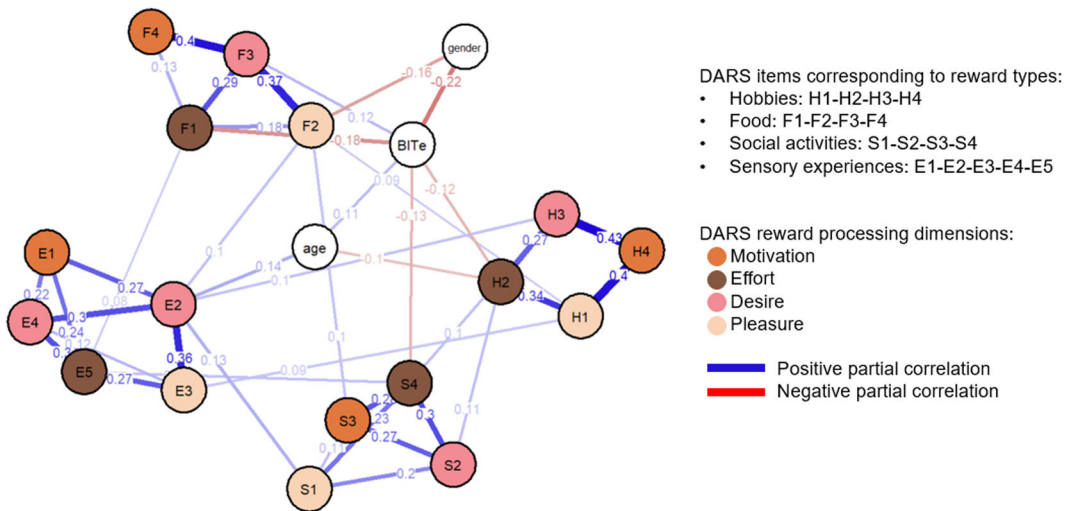 F4
0.4
F3
gender
0.13
0.29
0.37
-0.16
-0.22
F1
0.18
F2
0.12
-0.18
BITe
0.09
-0.12
0.11
-0.13
age
0.1
0.14
0.1
0.1
H3
0.27
0.43
H4
0.4
H2
0.34
H1
E1
0.27
0.22
E2
0.08
E4
0.3
0.24
0.12
0.3
0.36
0.13
0.1
0.1
E5
0.27
E3
0.09
S4
0.11
S3
0.23
0.3
0.27
0.11
S2
0.2
S1
DARS items corresponding to reward types:
• Hobbies: H1-H2-H3-H4
• Food: F1-F2-F3-F4
• Social activities: S1-S2-S3-S4
• Sensory experiences: E1-E2-E3-E4-E5
DARS reward processing dimensions:
Motivation
Effort
Desire
Pleasure
Positive partial correlation
Negative partial correlation